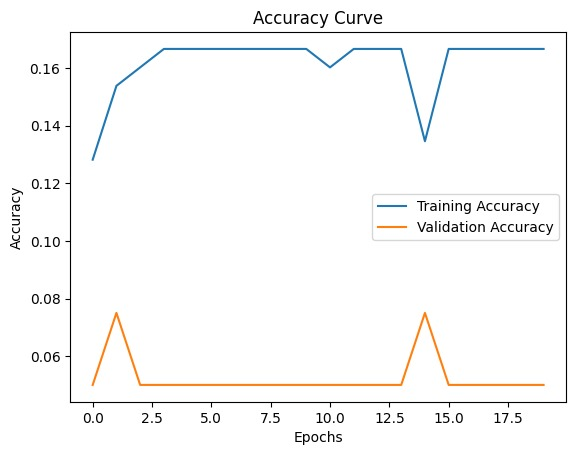 Accuracy Curve
Accuracy
0.16
0.14
0.12
0.10
0.08
0.06
Training Accuracy
Validation Accuracy
0.0 2.5 5.0 7.5 10.0 12.5 15.0 17.5
Epochs